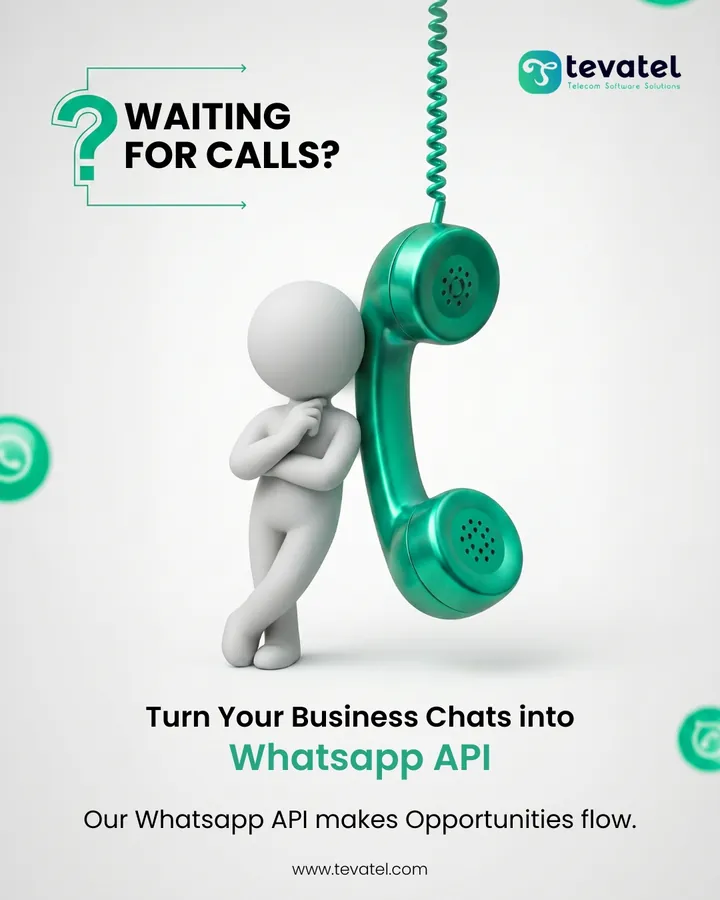 tevatel
Telecom Software Solutions
?
WAITING
FOR CALLS?
Turn Your Business Chats into
Whatsapp API
Our Whatsapp API makes Opportunities flow.
www.tevatel.com